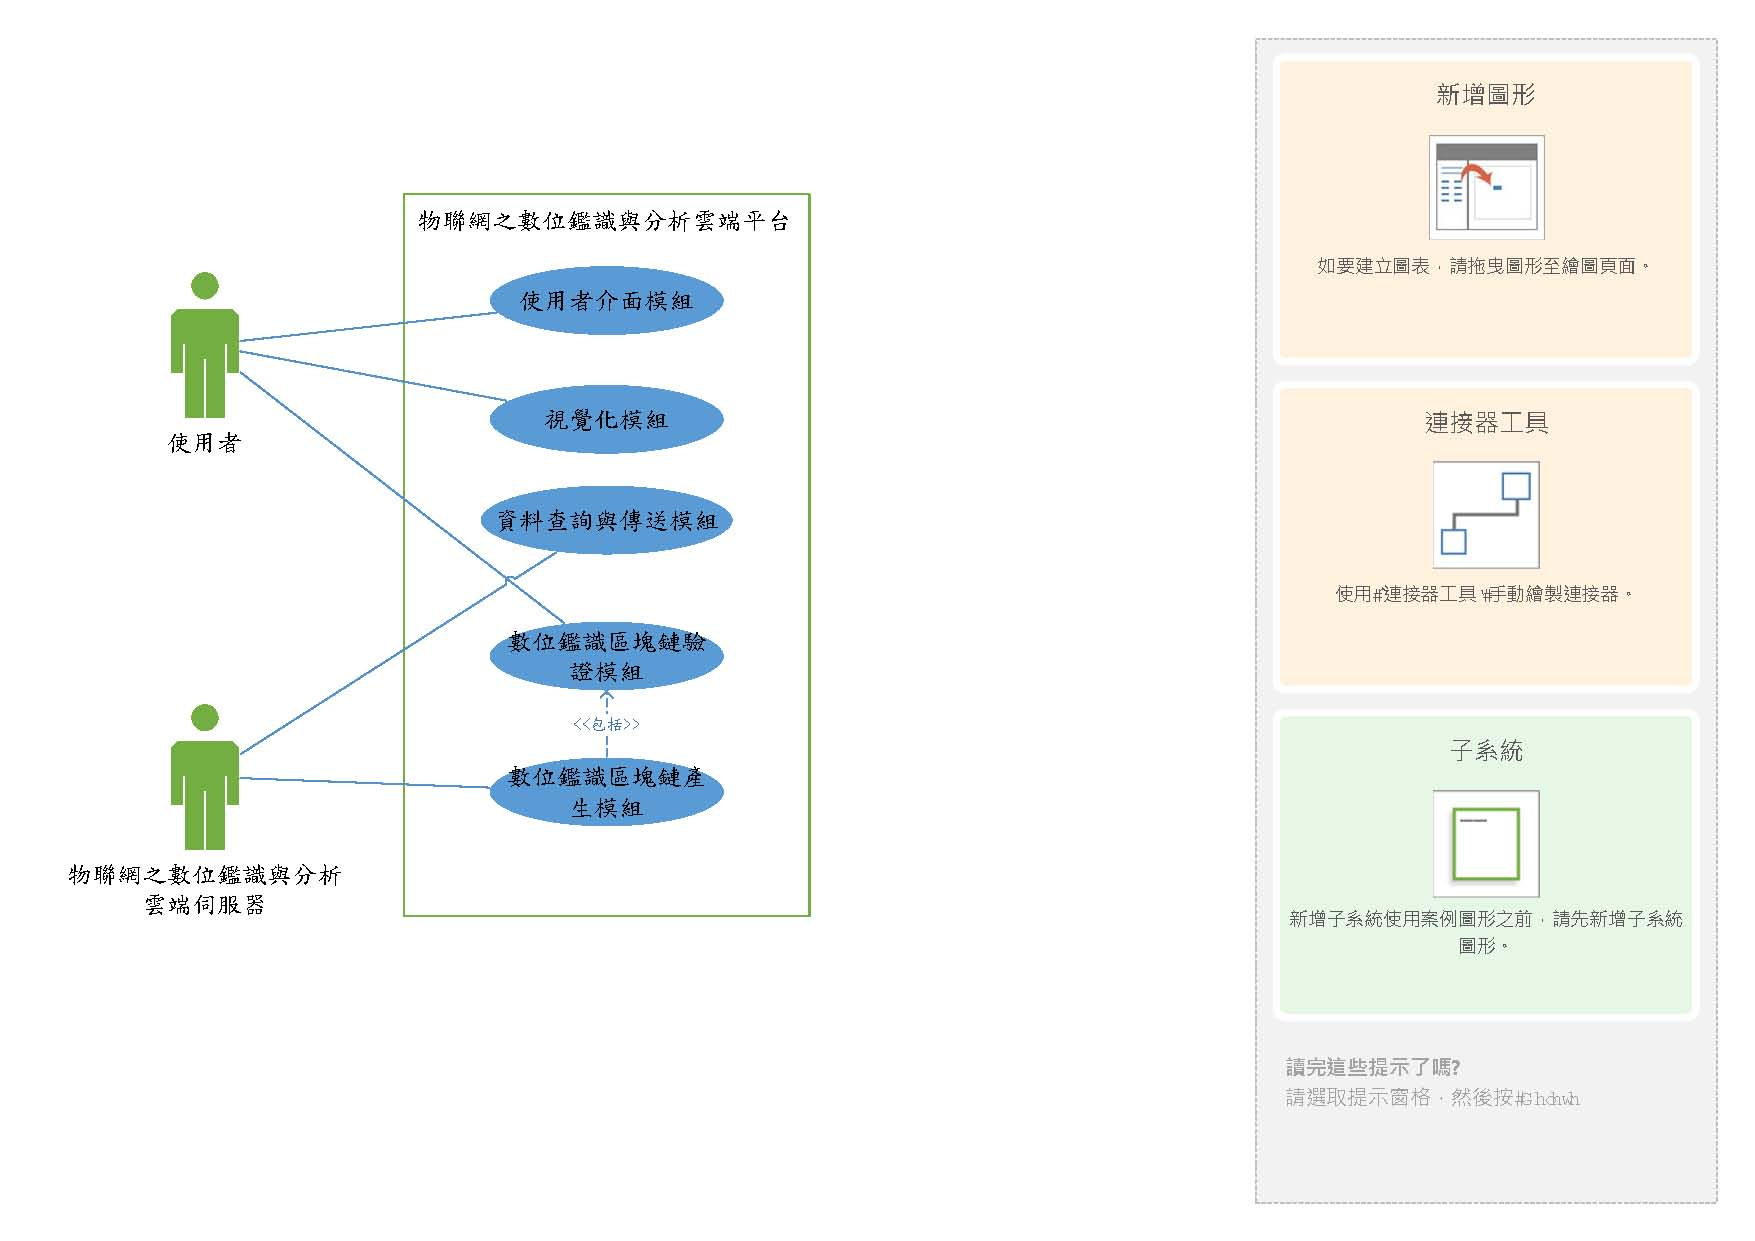 物聯網之數位鑑識與分析雲端平台
使用者介面模組
視覺化模組
使用者
資料查詢與傳送模組
數位鑑識區塊鏈驗
證模組
<<包括>>
數位鑑識區塊鏈產
生模組
物聯網之數位鑑識與分析
雲端伺服器
新增圖形
如要建立圖表，請拖曳圖形至繪圖頁面。
連接器工具
使用#連接器工具 #手動繪製連接器。
子系統
新增子系統使用案例圖形之前，請先新增子系統
圖形。
讀完這些提示了嗎?
請選取提示窗格，然後按